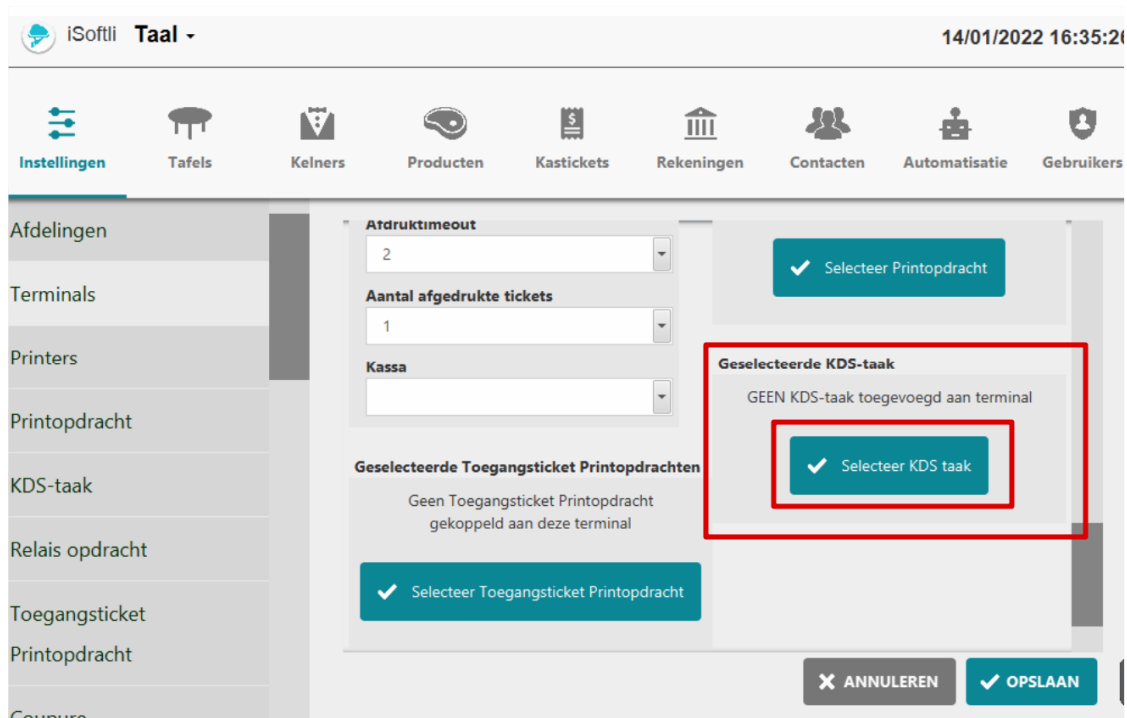 iSoftli Taal
14/01/2022 16:35:26
Instellingen Tafels Kelners Producten Kastickets Rekeningen Contacten Automatisatie Gebruikers
Afdelingen
Terminals
Printers
Printopdracht
KDS-taak
Relais opdracht
Toegangsticket
Printopdracht
Coupure
Afdruktimeout
2
Aantal afgedrukte tickets
1
Kassa
Geselecteerde Toegangsticket Printopdrachten
Geen Toegangsticket Printopdracht
gekoppeld aan deze terminal
Selecteer Toegangsticket Printopdracht
Selecteer Printopdracht
Geselecteerde KDS-taak
GEEN KDS-taak toegevoegd aan terminal
Selecteer KDS taak
ANNULEREN OPSLAAN